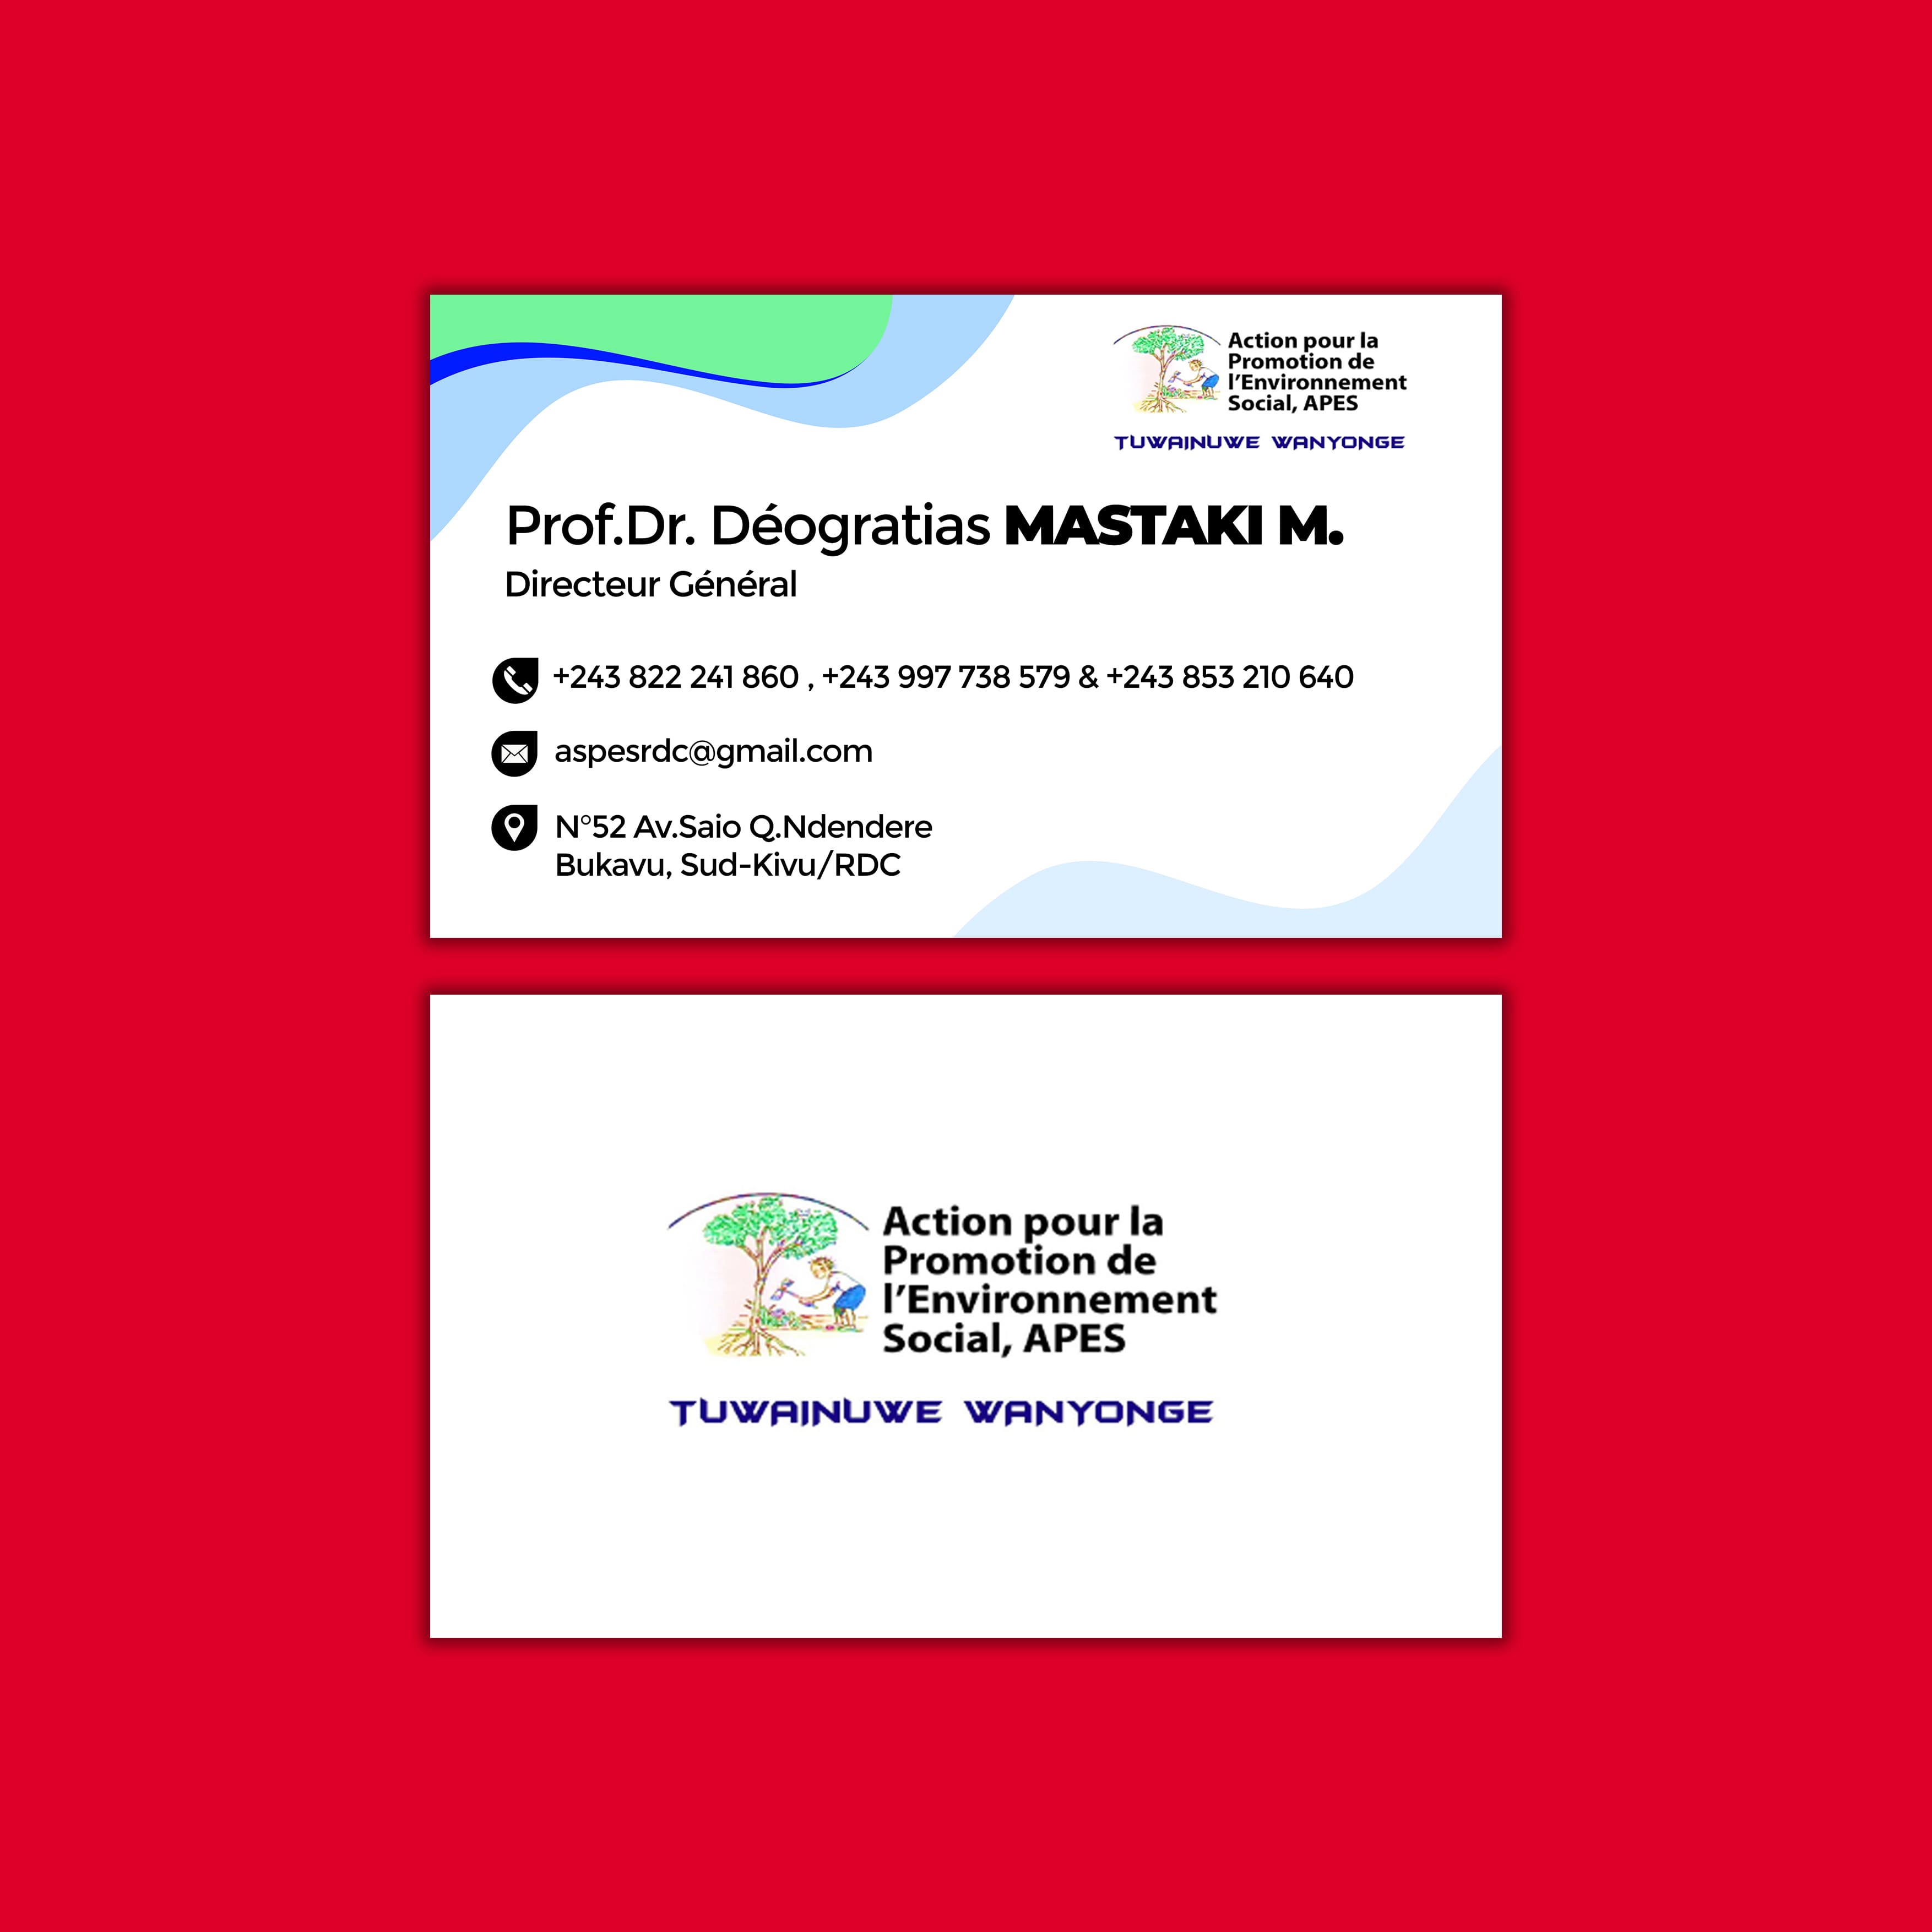 Action pour la
Promotion de
l'Environnement
Social, APES
TUWAINUWE WANYONGE
Prof.Dr. Déogratias MASTAKI M.
Directeur Général
+243 822 241 860 , +243 997 738 579 & +243 853 210 640
aspesrdc@gmail.com
N°52 Av.Saio Q.Ndendere
Bukavu, Sud-Kivu/RDC
Action pour la
Promotion de
l'Environnement
Social, APES
TUWAINUWE WANYONGE